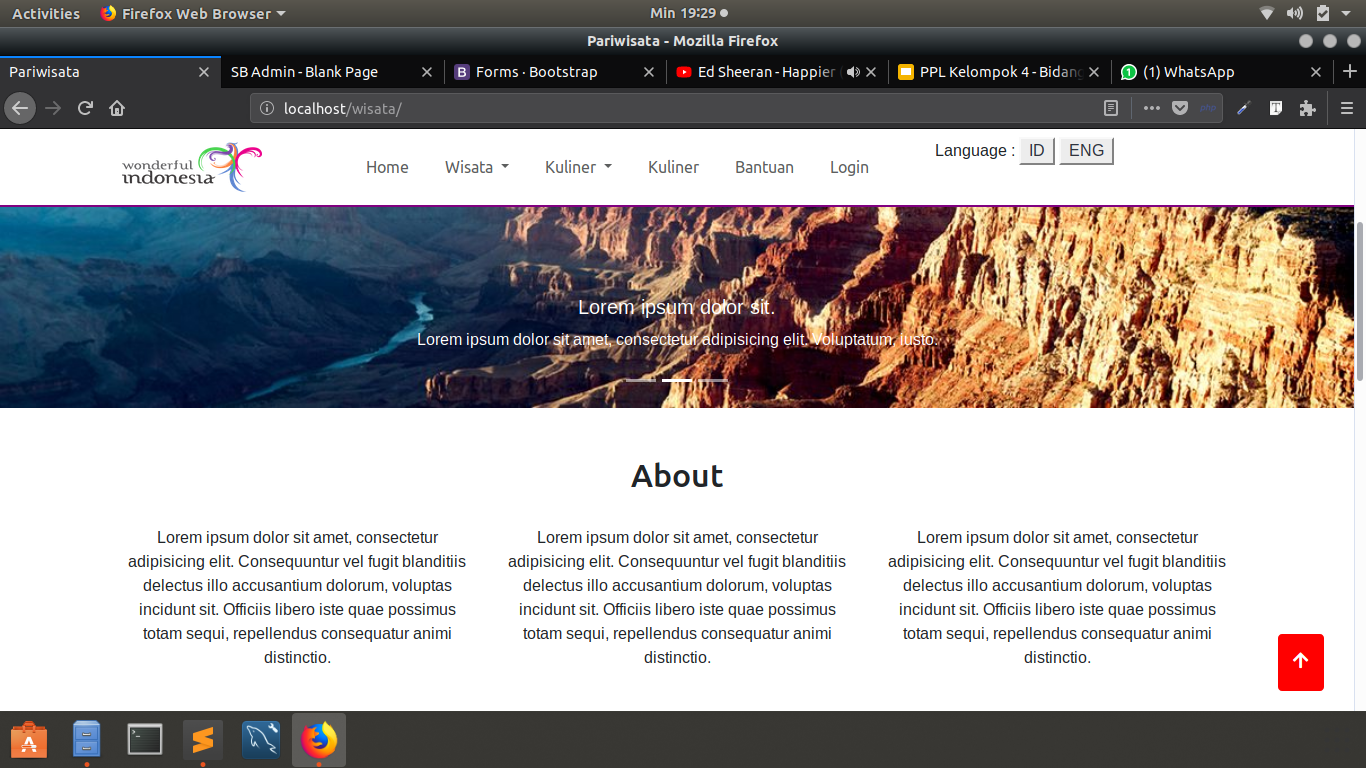 Activities Firefox Web Browser Min 19:29
Pariwisata - Mozilla Firefox
Pariwisata SB Admin - Blank Page Forms · Bootstrap Ed Sheeran - Happier ( PPL Kelompok 4 - Bidang (1) WhatsApp
localhost/wisata/ php
wonderful
indonesia
Home Wisata Kuliner Kuliner Bantuan Login
Language : ID ENG
Lorem ipsum dolor sit.
Lorem ipsum dolor sit amet, consectetur adipisicing elit. Voluptatum, iusto.
About
Lorem ipsum dolor sit amet, consectetur
adipisicing elit. Consequuntur vel fugit blanditiis
delectus illo accusantium dolorum, voluptas
incidunt sit. Officiis libero iste quae possimus
totam sequi, repellendus consequatur animi
distinctio.
Lorem ipsum dolor sit amet, consectetur
adipisicing elit. Consequuntur vel fugit blanditiis
delectus illo accusantium dolorum, voluptas
incidunt sit. Officiis libero iste quae possimus
totam sequi, repellendus consequatur animi
distinctio.
Lorem ipsum dolor sit amet, consectetur
adipisicing elit. Consequuntur vel fugit blanditiis
delectus illo accusantium dolorum, voluptas
incidunt sit. Officiis libero iste quae possimus
totam sequi, repellendus consequatur animi
distinctio.